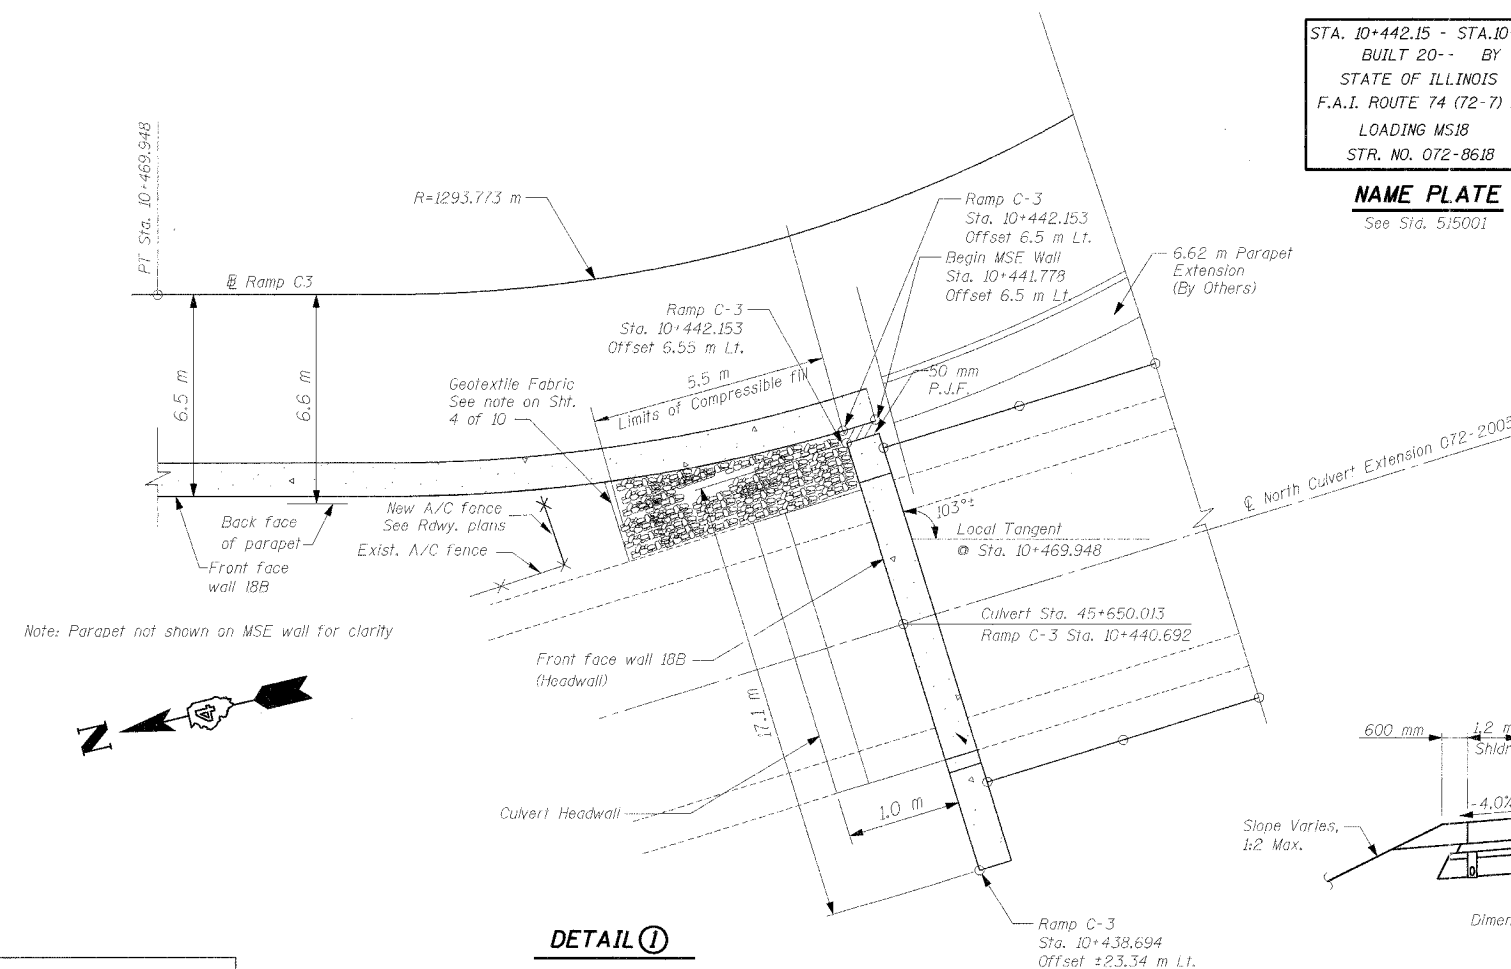 STA. 10+442.15 - STA.10
BUILT 20-- BY
STATE OF ILLINOIS
F.A.I. ROUTE 74 (72-7)
LOADING MS18
STR. NO. 072-8618
NAME PLATE
See Std. 515001
PT Sta. 10+469.948
R=1293.773 m
Ramp C-3
Sta. 10+442.153
Offset 6.5 m Lt.
Begin MSE Wall
Sta. 10+441.778
Offset 6.5 m Lt.
6.62 m Parapet
Extension
(By Others)
Ramp C3
Ramp C-3
Sta. 10+442.153
Offset 6.55 m Lt.
6.5 m
6.6 m
Geotextile Fabric
See note on Sht.
4 of 10
5.5 m
Limits of Compressible fill
50 mm
P.J.F.
Back face
of parapet
Front face
wall 18B
New A/C fence
See Rdwy. plans
Exist. A/C fence
103°±
Local Tangent
@ Sta. 10+469.948
℄ North Culvert Extension 072-2005
Culvert Sta. 45+650.013
Ramp C-3 Sta. 10+440.692
Note: Parapet not shown on MSE wall for clarity
Front face wall 18B
(Headwall)
17.1 m
N
4
Culvert Headwall
1.0 m
600 mm
1.2 m
Shldr
-4.0%
Slope Varies,
1:2 Max.
DETAIL 1
Ramp C-3
Sta. 10+438.694
Offset ±23.34 m Lt.